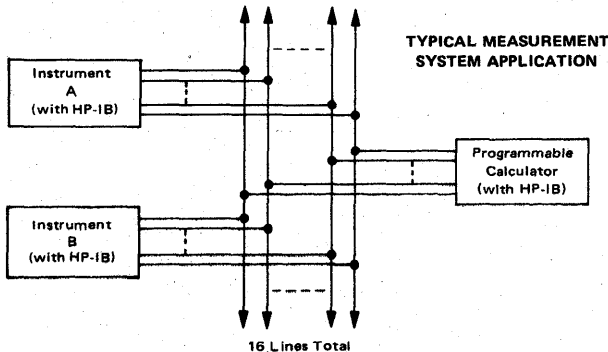 TYPICAL MEASUREMENT
SYSTEM APPLICATION
Instrument
A
(with HP-IB)
Programmable
Calculator
(with HP-IB)
Instrument
B
(with HP-IB)
16 Lines Total